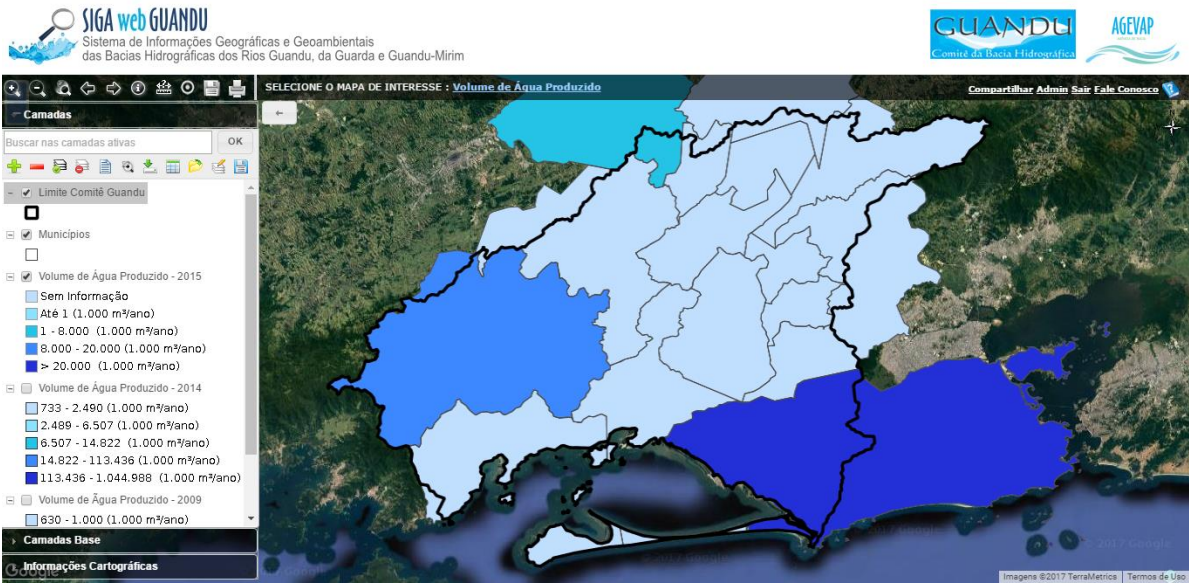 SIGA web GUANDU
Sistema de Informações Geográficas e Geoambientais
das Bacias Hidrográficas dos Rios Guandu, da Guarda e Guandu-Mirim
GUANDU
Comitê da Bacia Hidrográfica
AGEVAP
SELECIONE O MAPA DE INTERESSE : Volume de Água Produzido
Compartilhar Admin Sair Fale Conosco
Camadas
Buscar nas camadas ativas
OK
Limite Comitê Guandu
Municípios
Volume de Água Produzido - 2015
Sem Informação
Até 1 (1.000 m³/ano)
1 - 8.000 (1.000 m³/ano)
8.000 - 20.000 (1.000 m³/ano)
> 20.000 (1.000 m³/ano)
Volume de Água Produzido - 2014
733 - 2.490 (1.000 m³/ano)
2.489 - 6.507 (1.000 m³/ano)
6.507 - 14.822 (1.000 m³/ano)
14.822 - 113.436 (1.000 m³/ano)
113.436 - 1.044.988 (1.000 m³/ano)
Volume de Água Produzido - 2009
630 - 1.000 (1.000 m³/ano)
Camadas Base
Informações Cartográficas
Google
© 2017 Google
Imagens ©2017 TerraMetrics
Termos de Uso